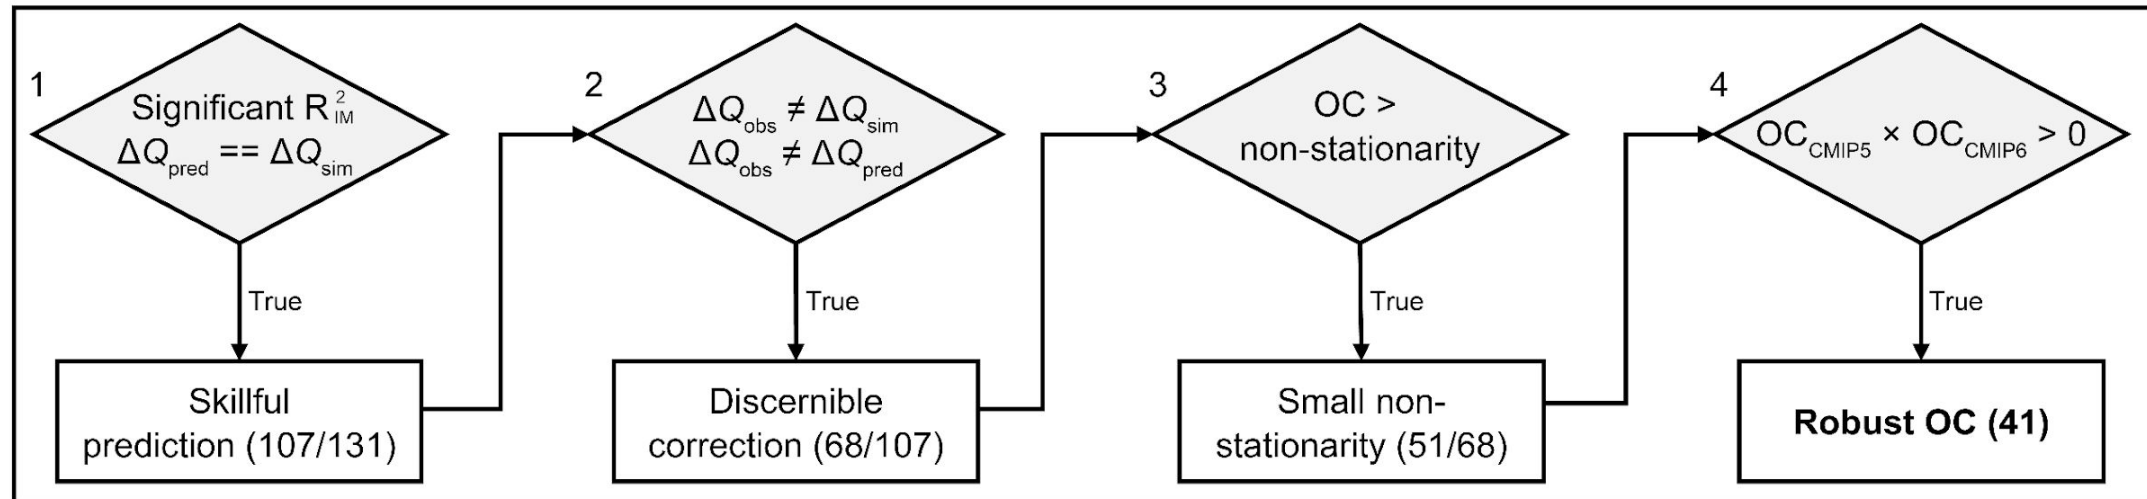 1
Significant R²IM
ΔQpred == ΔQsim
True
Skillful
prediction (107/131)
2
ΔQobs ≠ ΔQsim
ΔQobs ≠ ΔQpred
True
Discernible
correction (68/107)
3
OC >
non-stationarity
True
Small non-
stationarity (51/68)
4
OCCMIP5 × OCCMIP6 > 0
True
Robust OC (41)